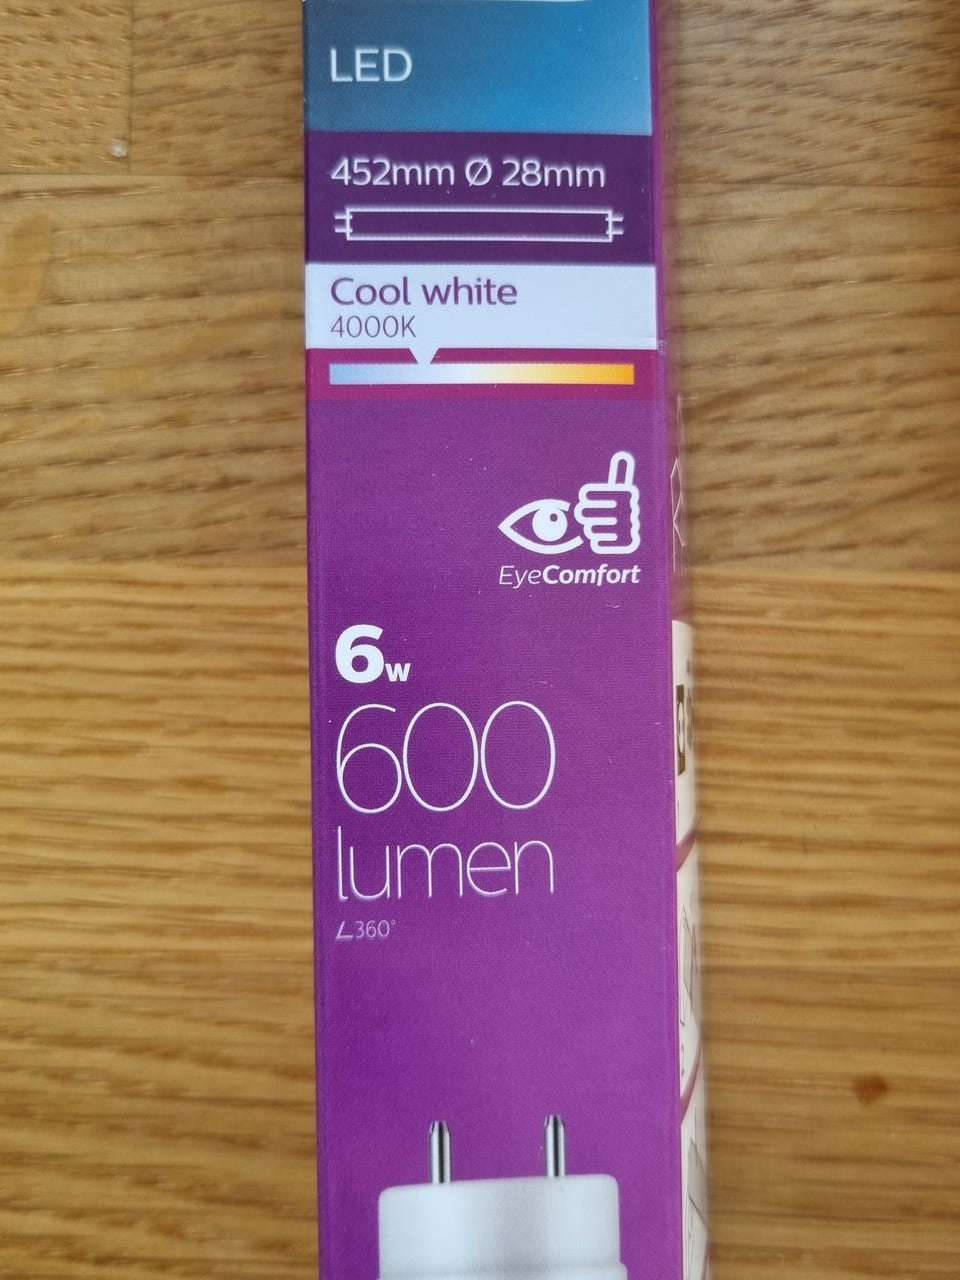 LED
452mm Ø 28mm
Cool white
4000K
EyeComfort
6w
600
lumen
∠360°